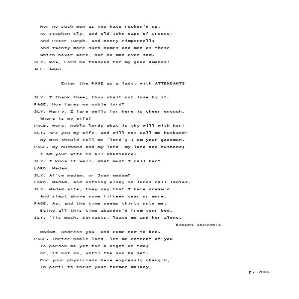 Nor no such men as you have reckon'd up,
As Stephen Sly, and old John Naps of Greece,
And Peter Turph, and Henry Pimpernell;
And twenty more such names and men as these,
Which never were, nor no man ever saw.
SLY. Now, Lord be thanked for my good amends!
ALL. Amen.
Enter the PAGE as a lady, with ATTENDANTS
SLY. I thank thee; thou shalt not lose by it.
PAGE. How fares my noble lord?
SLY. Marry, I fare well; for here is cheer enough.
Where is my wife?
PAGE. Here, noble lord; what is thy will with her?
SLY. Are you my wife, and will not call me husband?
My men should call me 'lord'; I am your goodman.
PAGE. My husband and my lord, my lord and husband;
I am your wife in all obedience.
SLY. I know it well. What must I call her?
LORD. Madam.
SLY. Al'ce madam, or Joan madam?
LORD. Madam, and nothing else; so lords call ladies.
SLY. Madam wife, they say that I have dream'd
And slept above some fifteen year or more.
PAGE. Ay, and the time seems thirty unto me,
Being all this time abandon'd from your bed.
SLY. 'Tis much. Servants, leave me and her alone.
Exeunt SERVANTS
Madam, undress you, and come now to bed.
PAGE. Thrice noble lord, let me entreat of you
To pardon me yet for a night or two;
Or, if not so, until the sun be set.
For your physicians have expressly charg'd,
In peril to incur your former malady,